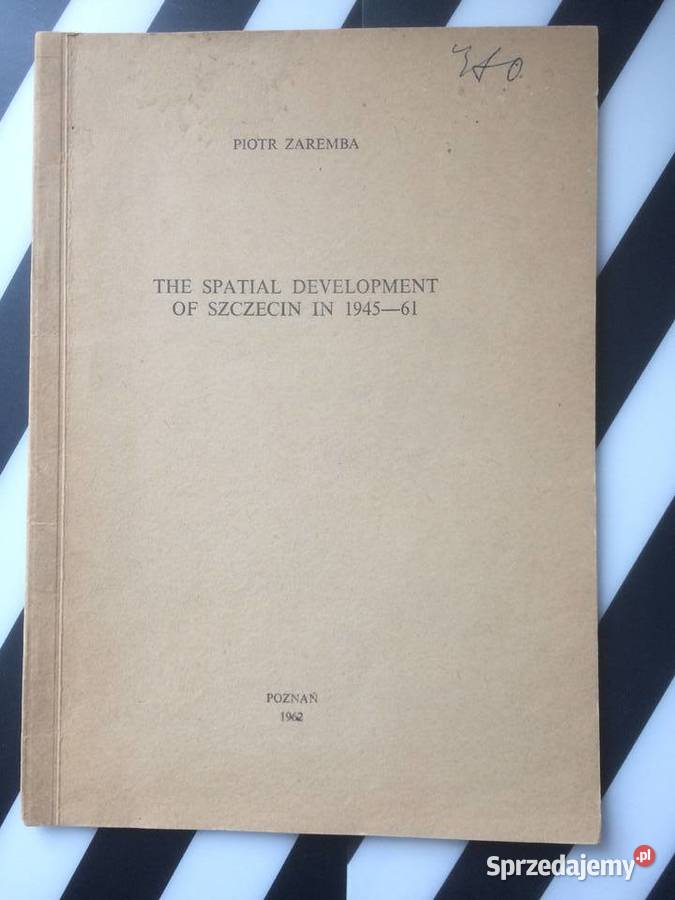 PIOTR ZAREMBA
THE SPATIAL DEVELOPMENT
OF SZCZECIN IN 1945—61
POZNAŃ
1962
Sprzedajemy.pl